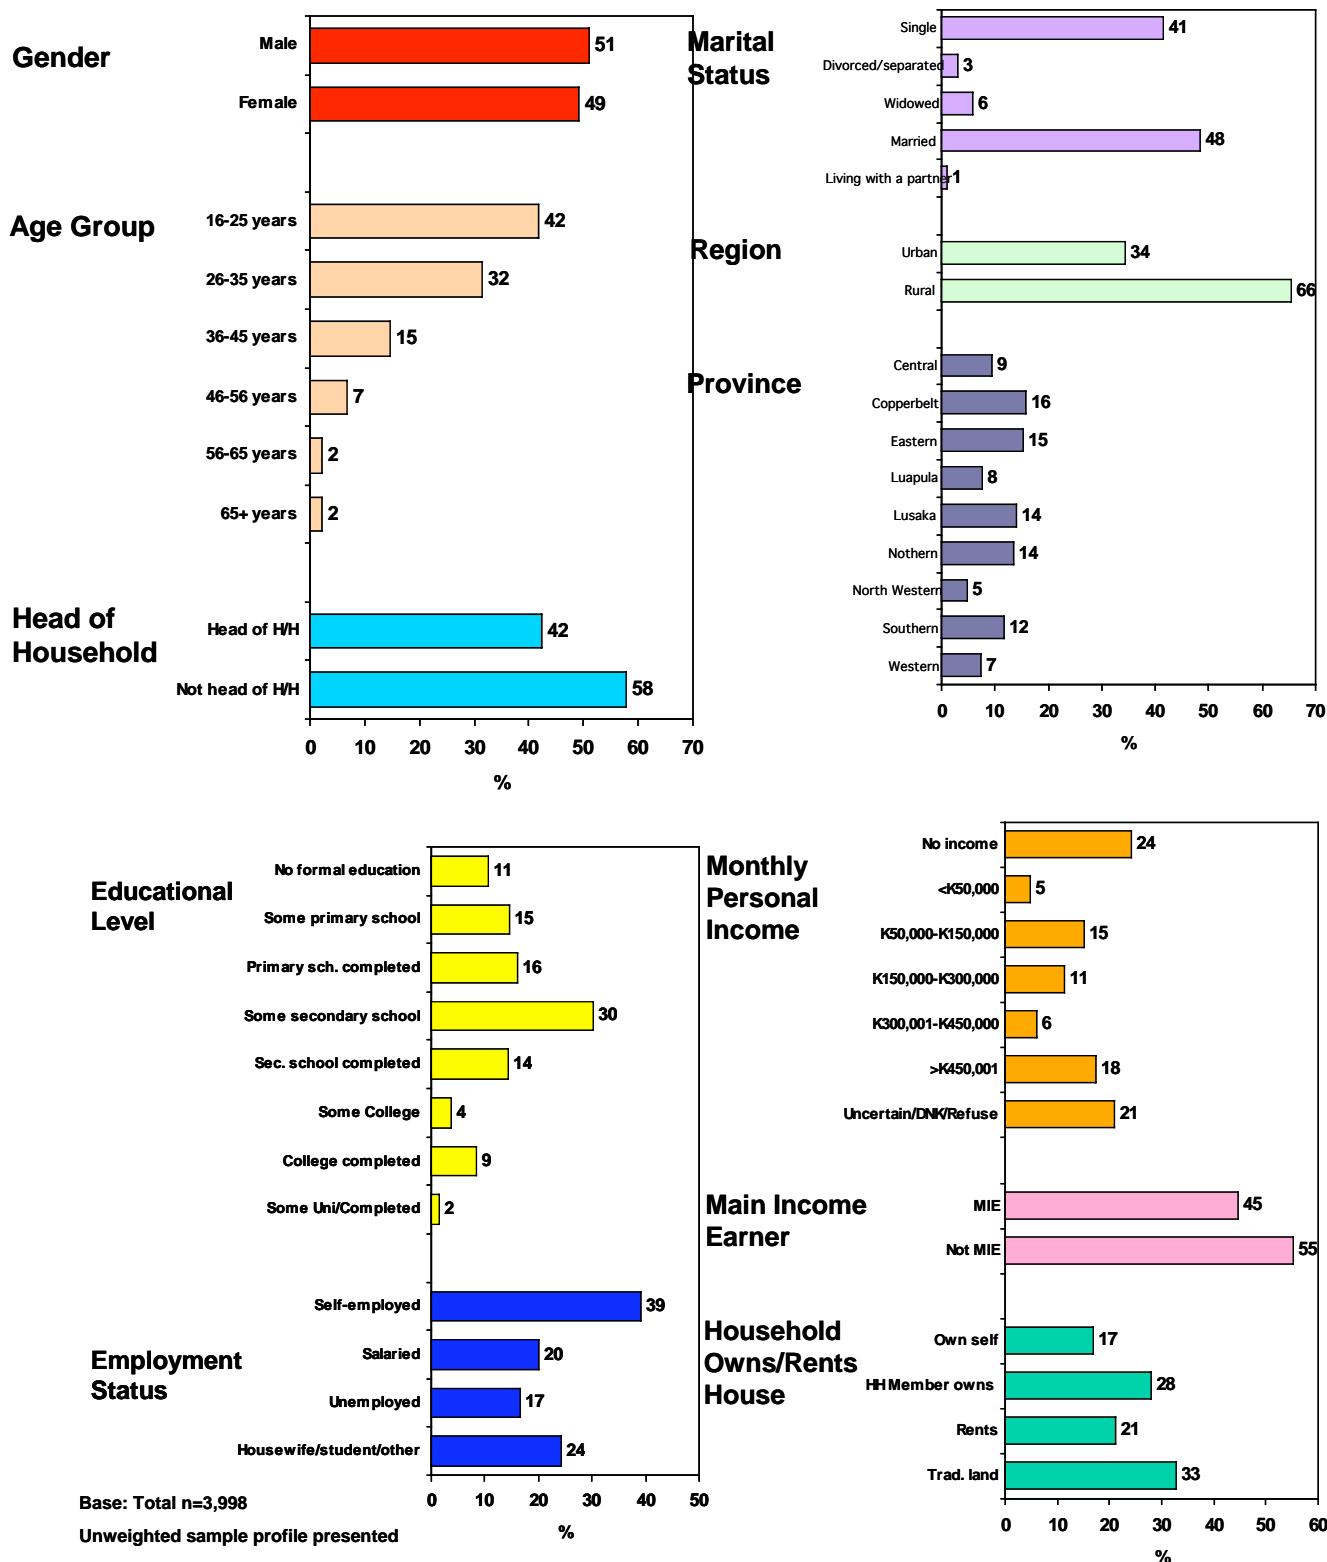 Gender
Male 51
Female 49
Age Group
16-25 years 42
26-35 years 32
36-45 years 15
46-56 years 7
56-65 years 2
65+ years 2
Head of
Household
Head of H/H 42
Not head of H/H 58
0 10 20 30 40 50 60 70
%
Marital
Status
Single 41
Divorced/separated 3
Widowed 6
Married 48
Living with a partner 1
Region
Urban 34
Rural 66
Province
Central 9
Copperbelt 16
Eastern 15
Luapula 8
Lusaka 14
Nothern 14
North Western 5
Southern 12
Western 7
0 10 20 30 40 50 60 70
%
Educational
Level
No formal education 11
Some primary school 15
Primary sch. completed 16
Some secondary school 30
Sec. school completed 14
Some College 4
College completed 9
Some Uni/Completed 2
Employment
Status
Self-employed 39
Salaried 20
Unemployed 17
Housewife/student/other 24
0 10 20 30 40 50
%
Base: Total n=3,998
Unweighted sample profile presented
Monthly
Personal
Income
No income 24
<K50,000 5
K50,000-K150,000 15
K150,000-K300,000 11
K300,001-K450,000 6
>K450,001 18
Uncertain/DNK/Refuse 21
Main Income
Earner
MIE 45
Not MIE 55
Household
Owns/Rents
House
Own self 17
HH Member owns 28
Rents 21
Trad. land 33
0 10 20 30 40 50 60
%